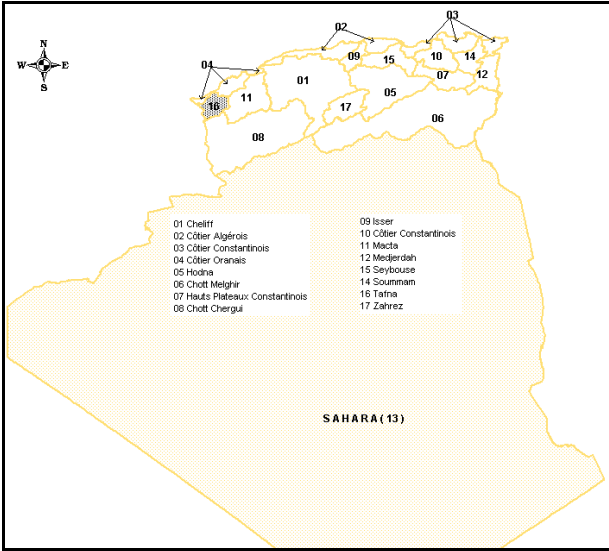 02
03
N
W E
S
04
09
15
10
14
07
12
01
11
16
05
17
06
08
01 Cheliff
02 Côtier Algérois
03 Côtier Constantinois
04 Côtier Oranais
05 Hodna
06 Chott Melghir
07 Hauts Plateaux Constantinois
08 Chott Chergui
09 Isser
10 Côtier Constantinois
11 Macta
12 Medjerdah
15 Seybouse
14 Soummam
16 Tafna
17 Zahrez
SAHARA(13)